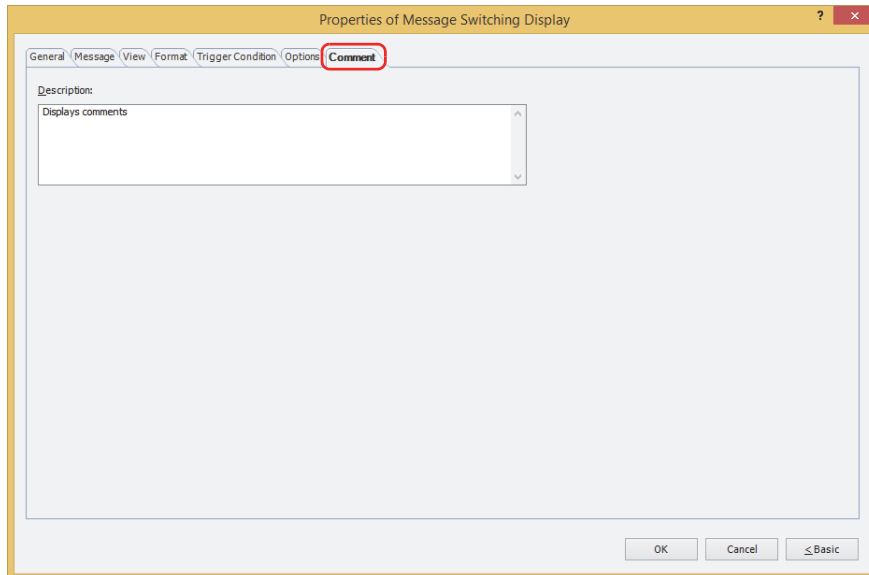 Properties of Message Switching Display
?
General Message View Format Trigger Condition Options Comment
Description:
Displays comments
OK Cancel < Basic